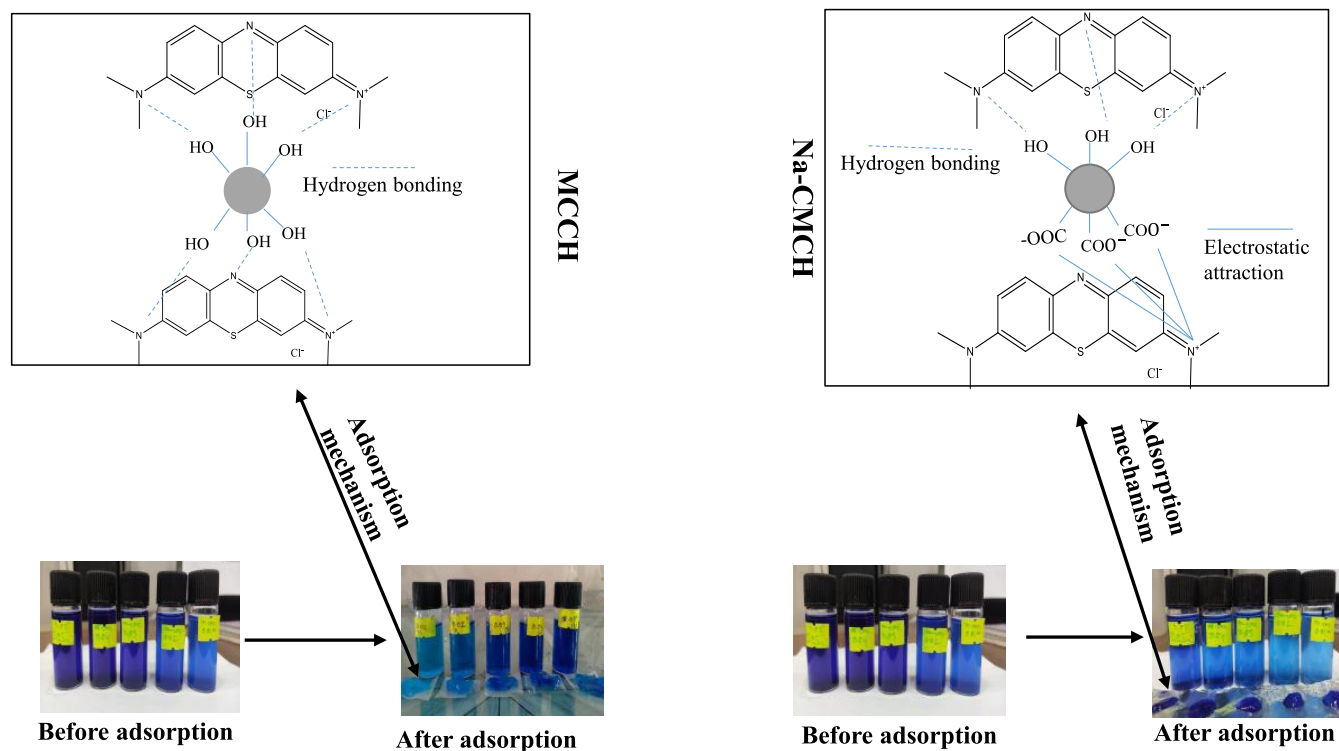 N
N
S
N⁺
Cl⁻
OH
HO
OH
Hydrogen bonding
HO
OH
OH
N
N
S
N⁺
Cl⁻
MCCH
N
N
S
N⁺
Cl⁻
OH
HO
OH
Hydrogen bonding
-OOC
COO⁻
COO⁻
Electrostatic
attraction
N
N
S
N⁺
Cl⁻
Na-CMCH
Adsorption
mechanism
Adsorption
mechanism
Before adsorption
After adsorption
Before adsorption
After adsorption